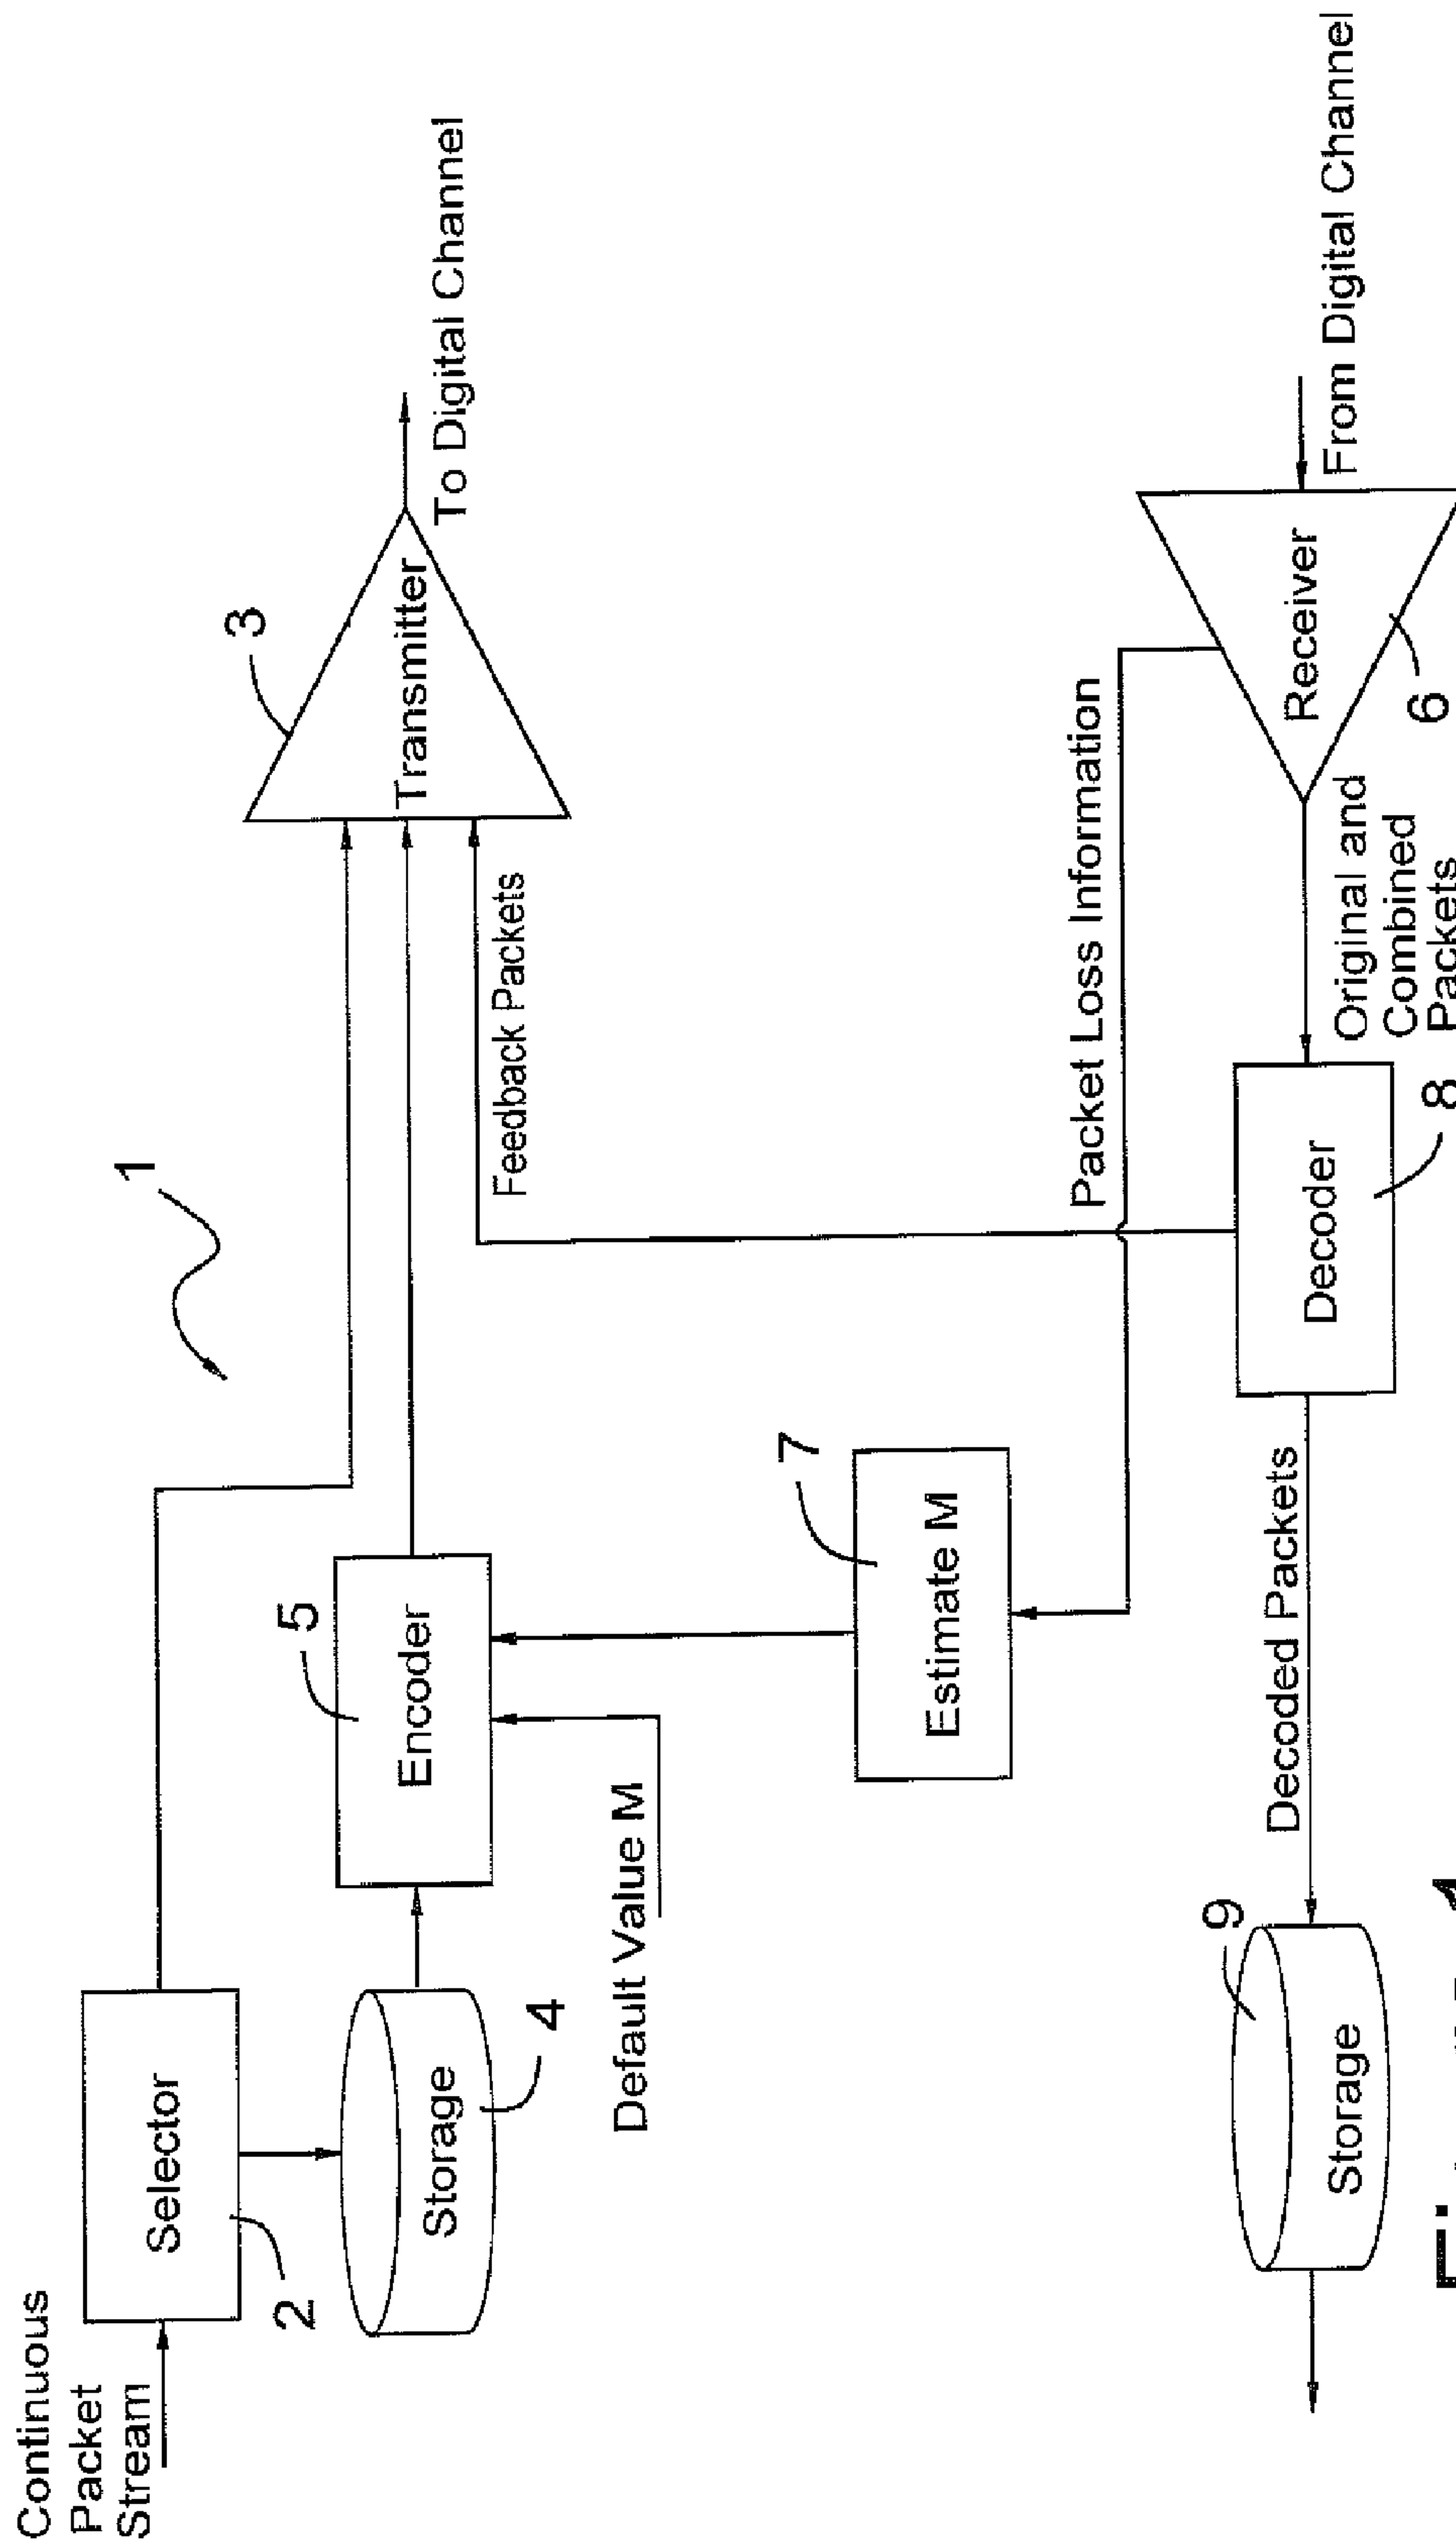 Continuous
Packet
Stream
Selector
2
1
3
Transmitter
To Digital Channel
Storage
4
5
Encoder
Default Value M
Feedback Packets
7
Estimate M
Packet Loss Information
9
Storage
Decoded Packets
Decoder
8
Original and
Combined
Packets
Receiver
6
From Digital Channel